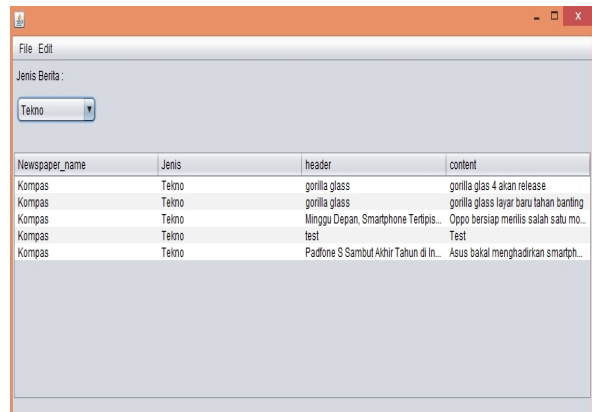 File Edit
Jenis Berita :
Tekno
Newspaper_name Jenis header content
Kompas Tekno gorilla glass gorilla glas 4 akan release
Kompas Tekno gorilla glass gorilla glass layar baru tahan banting
Kompas Tekno Minggu Depan, Smartphone Tertipis... Oppo bersiap merilis salah satu mo...
Kompas Tekno test Test
Kompas Tekno Padfone S Sambut Akhir Tahun di In... Asus bakal menghadirkan smartph...